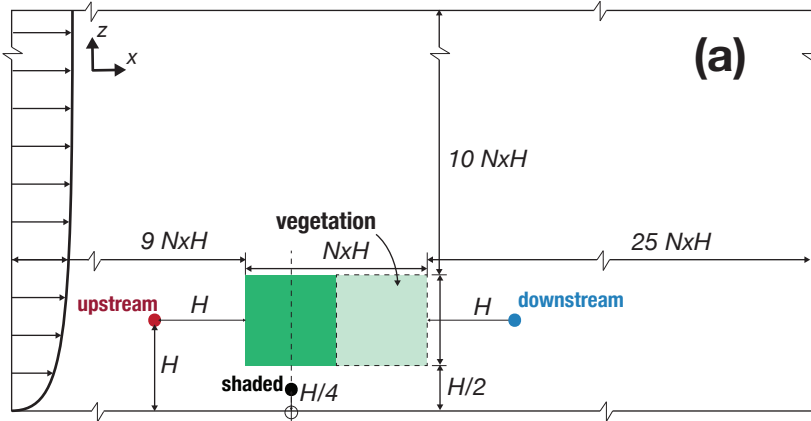 z
(a)
x
10 NxH
vegetation
9 NxH
NxH
25 NxH
upstream
H
H
downstream
H
shaded
H/4
H/2